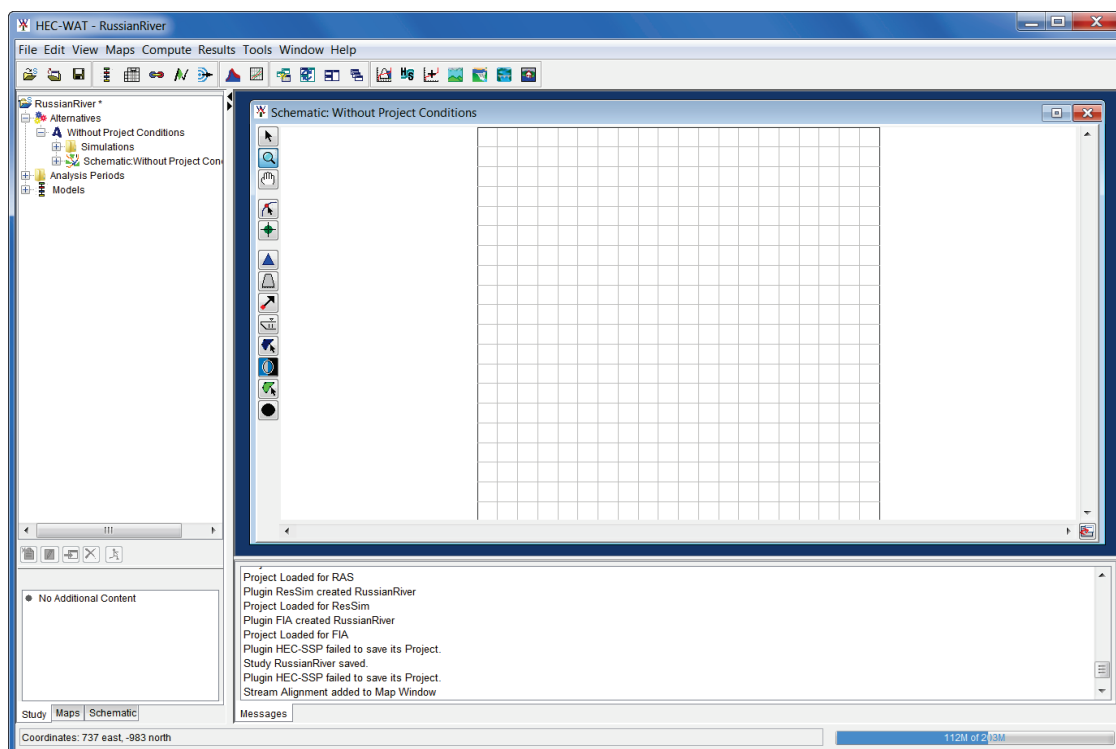 HEC-WAT - RussianRiver
File Edit View Maps Compute Results Tools Window Help
RussianRiver *
Alternatives
A Without Project Conditions
Simulations
Schematic:Without Project Con
Analysis Periods
Models
Schematic: Without Project Conditions
No Additional Content
Study Maps Schematic
Project Loaded for RAS
Plugin ResSim created RussianRiver
Project Loaded for ResSim
Plugin FIA created RussianRiver
Project Loaded for FIA
Plugin HEC-SSP failed to save its Project.
Study RussianRiver saved.
Plugin HEC-SSP failed to save its Project.
Stream Alignment added to Map Window
Messages
Coordinates: 737 east, -983 north
112M of 203M